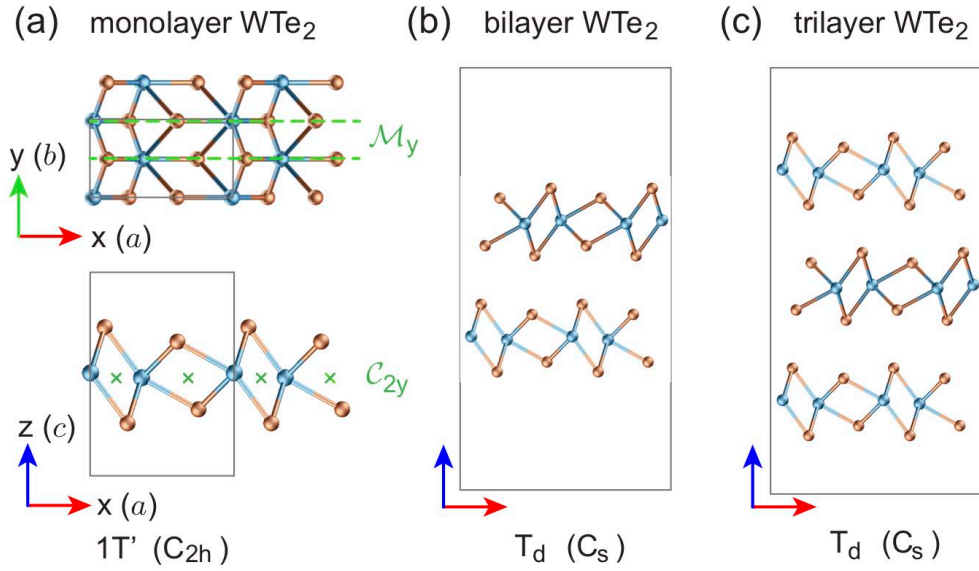 (a) monolayer WTe₂
y (b)
x (a)
ℳy
z (c)
x (a)
𝒞2y
1T' (C2h)
(b) bilayer WTe₂
Td (Cs)
(c) trilayer WTe₂
Td (Cs)